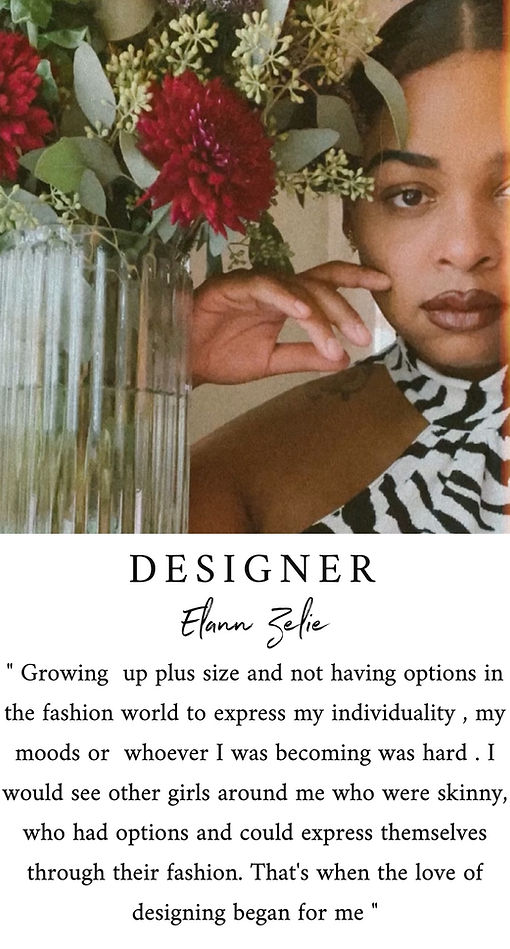 DESIGNER
Elann Zelie
" Growing  up plus size and not having options in
the fashion world to express my individuality , my
moods or  whoever I was becoming was hard . I
would see other girls around me who were skinny,
who had options and could express themselves
through their fashion. That's when the love of
designing began for me "